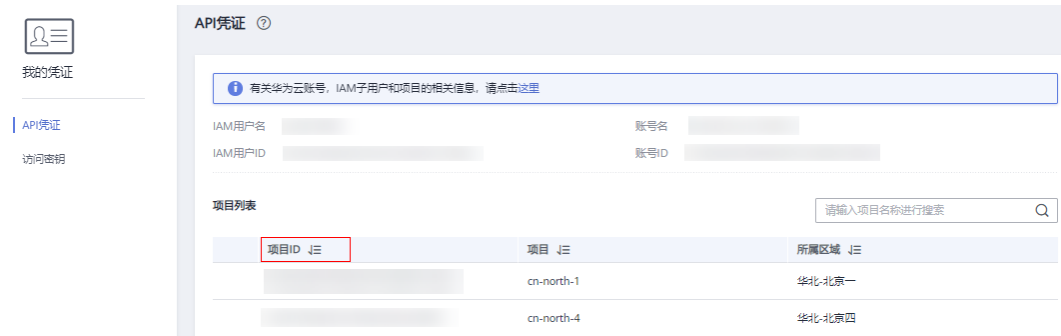 API凭证
我的凭证
有关华为云账号，IAM子用户和项目的相关信息，请点击这里
API凭证
IAM用户名
账号名
访问密钥
IAM用户ID
账号ID
项目列表
请输入项目名称进行搜索
项目ID 项目 所属区域
cn-north-1 华北-北京一
cn-north-4 华北-北京四